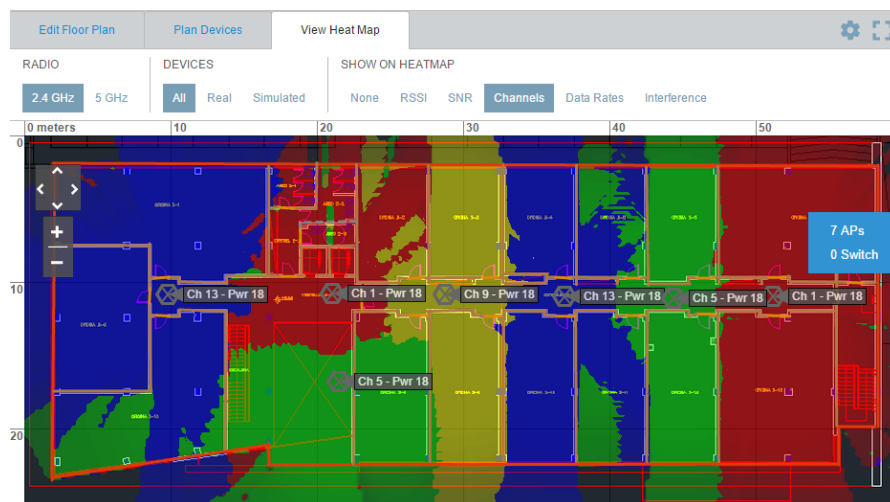 Edit Floor Plan Plan Devices View Heat Map
RADIO DEVICES SHOW ON HEATMAP
2.4 GHz 5 GHz All Real Simulated None RSSI SNR Channels Data Rates Interference
0 meters 10 20 30 40 50
0
7 APs
0 Switch
10
Ch 13 - Pwr 18 Ch 1 - Pwr 18 Ch 9 - Pwr 18 Ch 13 - Pwr 18 Ch 5 - Pwr 18 Ch 1 - Pwr 18
Ch 5 - Pwr 18
20